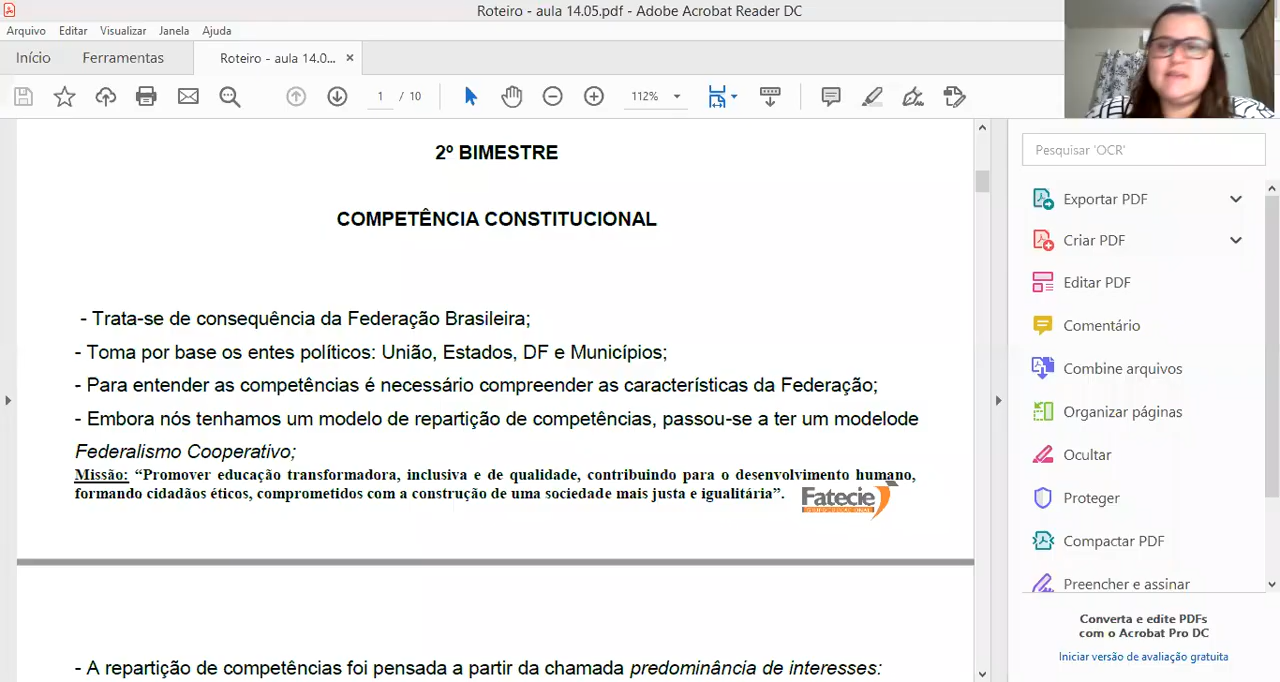 Roteiro - aula 14.05.pdf - Adobe Acrobat Reader DC
Arquivo Editar Visualizar Janela Ajuda
Início Ferramentas Roteiro - aula 14.0... ×
1 / 10 112%
2º BIMESTRE
COMPETÊNCIA CONSTITUCIONAL
- Trata-se de consequência da Federação Brasileira;
- Toma por base os entes políticos: União, Estados, DF e Municípios;
- Para entender as competências é necessário compreender as características da Federação;
- Embora nós tenhamos um modelo de repartição de competências, passou-se a ter um modelode
Federalismo Cooperativo;
Missão: “Promover educação transformadora, inclusiva e de qualidade, contribuindo para o desenvolvimento humano,
formando cidadãos éticos, comprometidos com a construção de uma sociedade mais justa e igualitária”.
Fatecie
- A repartição de competências foi pensada a partir da chamada predominância de interesses:
Pesquisar 'OCR'
Exportar PDF
Criar PDF
Editar PDF
Comentário
Combine arquivos
Organizar páginas
Ocultar
Proteger
Compactar PDF
Preencher e assinar
Converta e edite PDFs
com o Acrobat Pro DC
Iniciar versão de avaliação gratuita